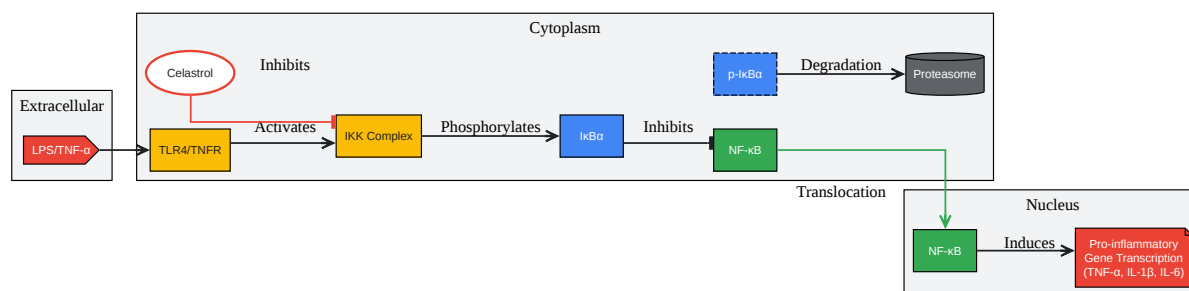 Cytoplasm
Celastrol
Inhibits
p-IκBα
Degradation
Proteasome
Extracellular
LPS/TNF-α
TLR4/TNFR
Activates
IKK Complex
Phosphorylates
IκBα
Inhibits
NF-κB
Translocation
Nucleus
NF-κB
Induces
Pro-inflammatory
Gene Transcription
(TNF-α, IL-1β, IL-6)